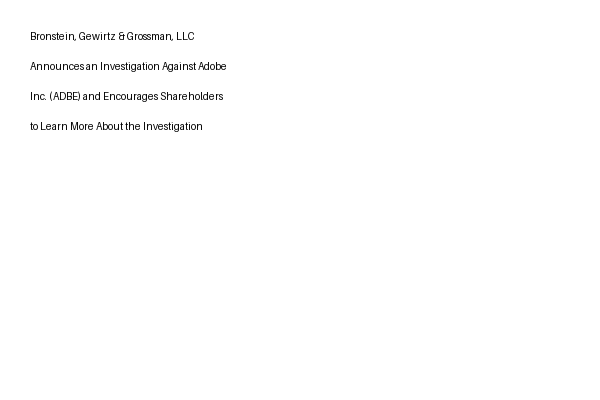 Bronstein, Gewirtz & Grossman, LLC
Announces an Investigation Against Adobe
Inc. (ADBE) and Encourages Shareholders
to Learn More About the Investigation